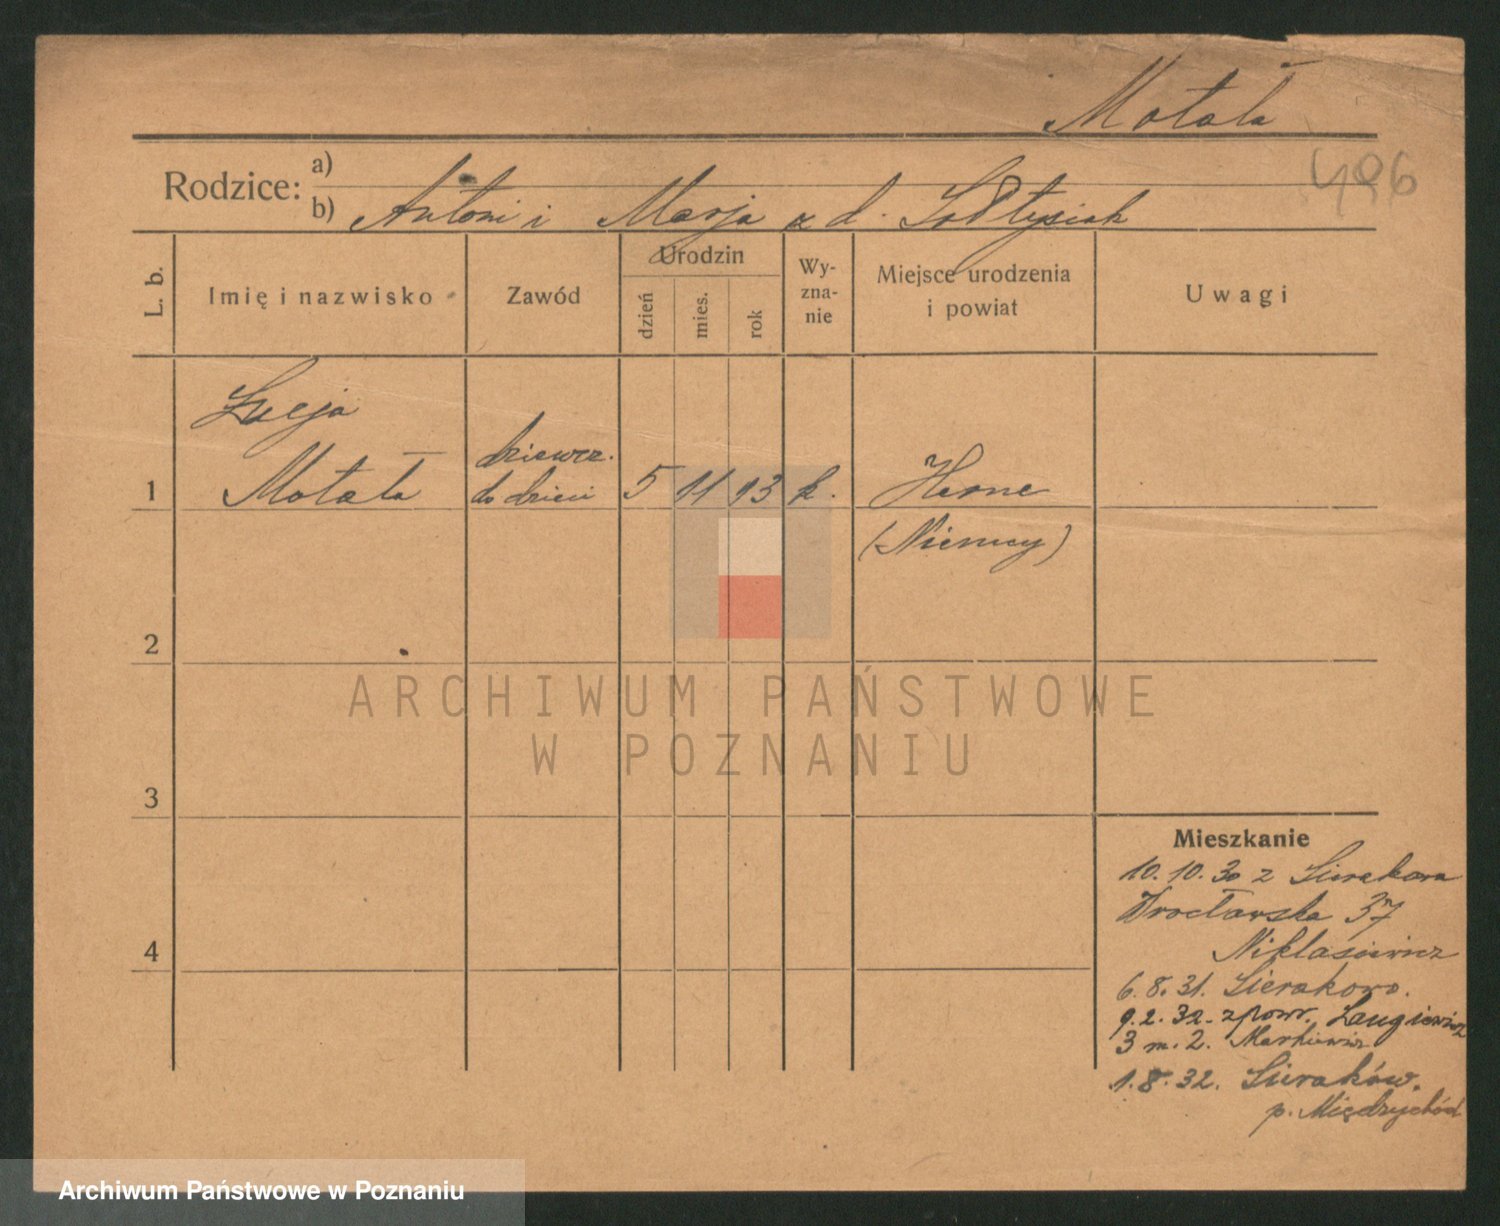 Motała
496
Rodzice: a)
b) Antoni i Marja z d. Sołtysiak
L. b.
Imię i nazwisko
Zawód
Urodzin
dzień
mies.
rok
Wy-
zna-
nie
Miejsce urodzenia
i powiat
Uwagi
Łucja
Motała
dziewcz.
do dzieci
1
5 11 13 k.
Herne
(Niemcy)
2
3
4
ARCHIWUM PAŃSTWOWE
W POZNANIU
Mieszkanie
10.10.30 z Sierakowa
Wrocławska 37
Niklasiewicz
6.8.31. Sierakowo.
9.2.32. z powr. Langiewicz
3 m. 2. Markiewicz
1.8.32. Sieraków.
p. Międzychód
Archiwum Państwowe w Poznaniu